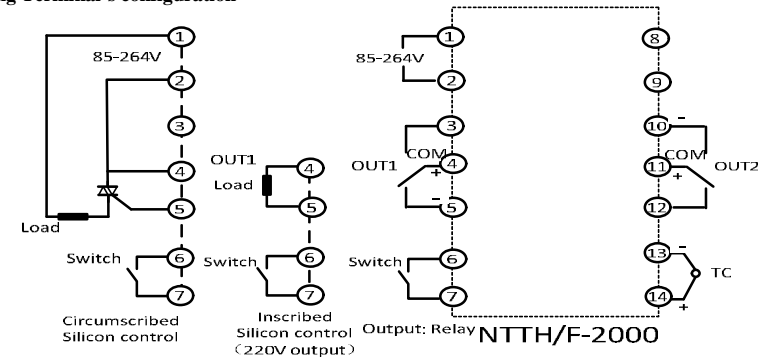 1
85-264V
2
3
4
5
Load
Switch
6
7
Circumscribed
Silicon control
OUT1
4
Load
5
Switch
6
7
Inscribed
Silicon control
(220V output)
1
85-264V
2
3
COM
OUT1
4
+
-
5
Switch
6
7
Output: Relay
NTTH/F-2000
8
9
10
-
COM
11
OUT2
+
12
13
-
TC
14
+